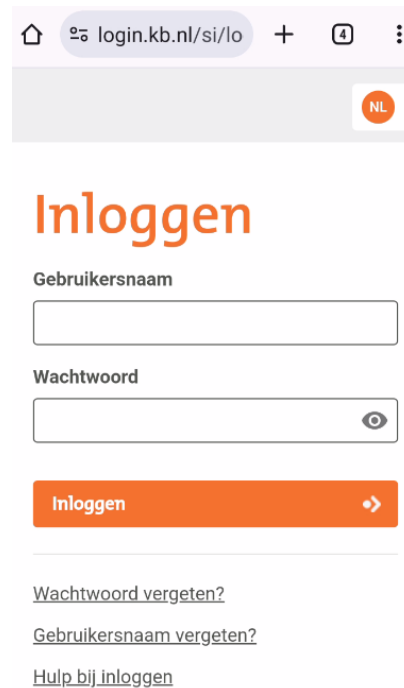 login.kb.nl/si/lo
4
NL
Inloggen
Gebruikersnaam
Wachtwoord
Inloggen
Wachtwoord vergeten?
Gebruikersnaam vergeten?
Hulp bij inloggen